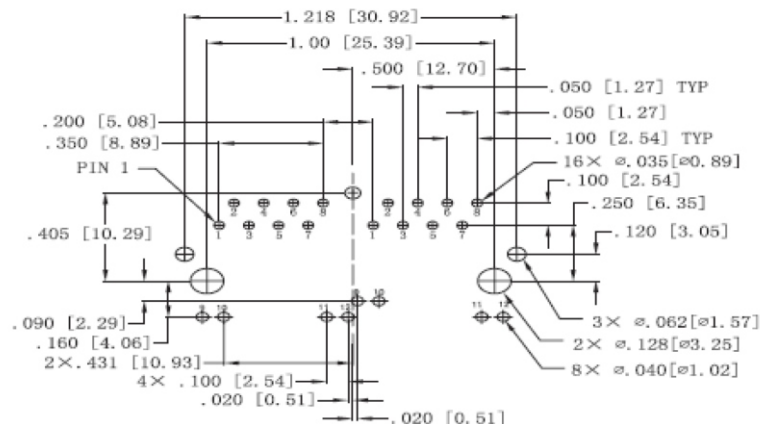 1.218 [30.92]
1.00 [25.39]
.500 [12.70]
.050 [1.27] TYP
.050 [1.27]
.200 [5.08]
.100 [2.54] TYP
.350 [8.89]
16× ⌀.035[⌀0.89]
PIN 1
.100 [2.54]
.250 [6.35]
2 4 6 8 2 4 6 8
.405 [10.29]
1 3 5 7 1 3 5 7
.120 [3.05]
9 10
9 10 11 12 11 12
.090 [2.29]
3× ⌀.062[⌀1.57]
.160 [4.06]
2× ⌀.128[⌀3.25]
2×.431 [10.93]
8× ⌀.040[⌀1.02]
4× .100 [2.54]
.020 [0.51]
.020 [0.51]